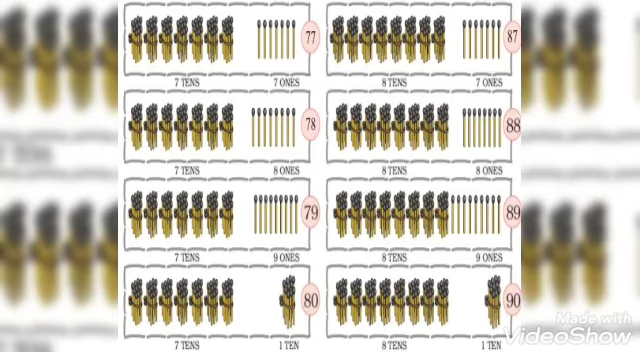 77
87
7 TENS 7 ONES
8 TENS 7 ONES
78
88
7 TENS 8 ONES
8 TENS 8 ONES
79
89
7 TENS 9 ONES
8 TENS 9 ONES
80
90
7 TENS 1 TEN
8 TENS 1 TEN
Made with
VideoShow